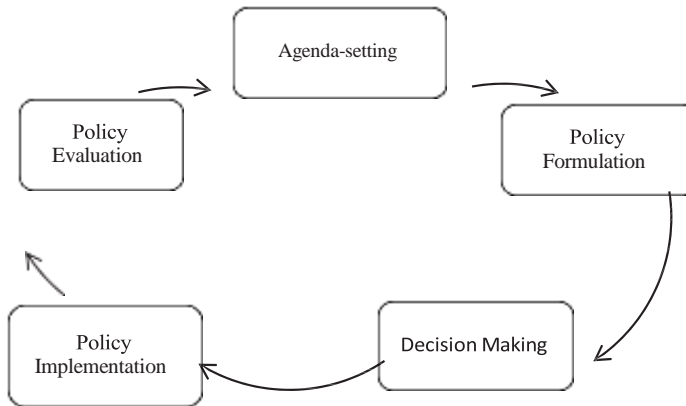 Agenda-setting
Policy
Formulation
Decision Making
Policy
Implementation
Policy
Evaluation